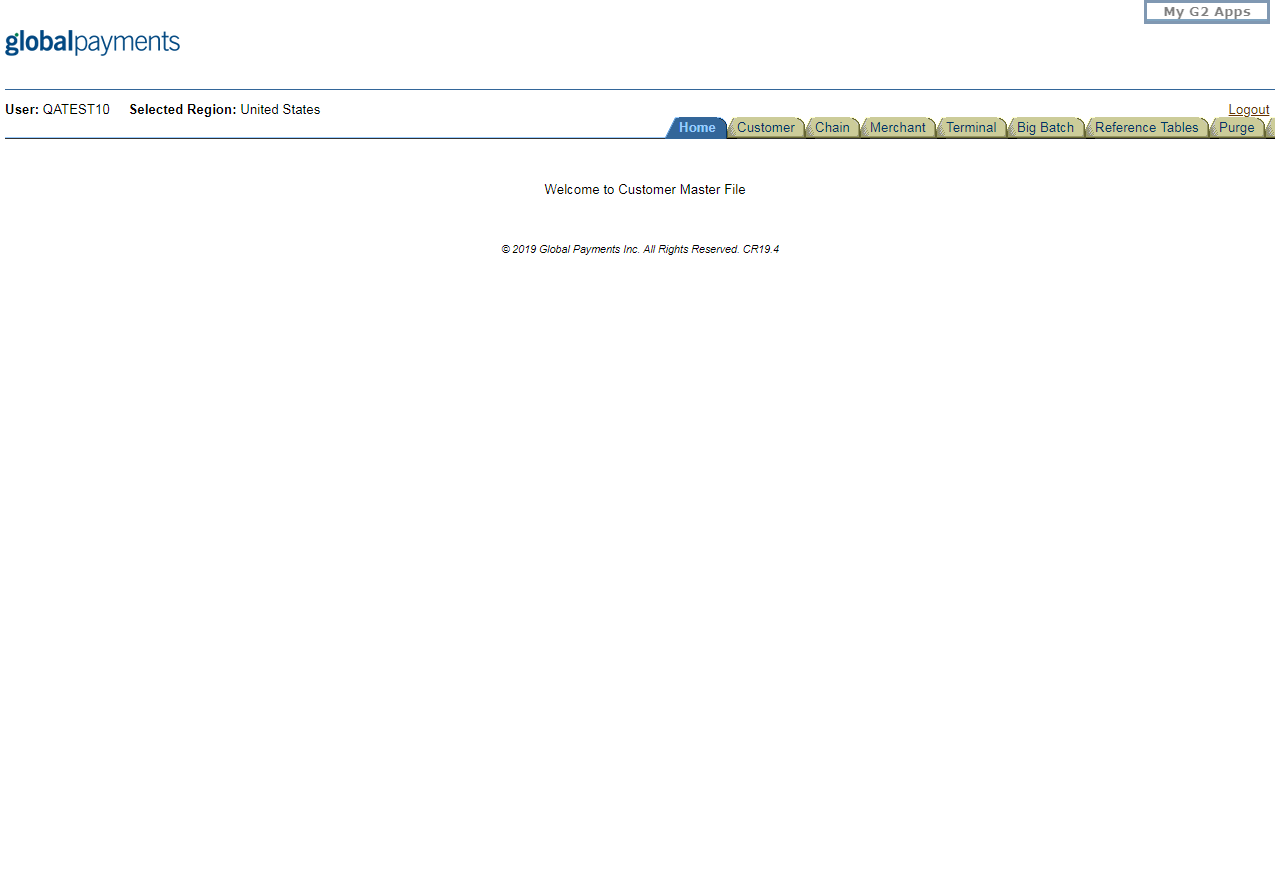 My G2 Apps
globalpayments
User: QATEST10 Selected Region: United States
Logout
Home Customer Chain Merchant Terminal Big Batch Reference Tables Purge
Welcome to Customer Master File
© 2019 Global Payments Inc. All Rights Reserved. CR19.4